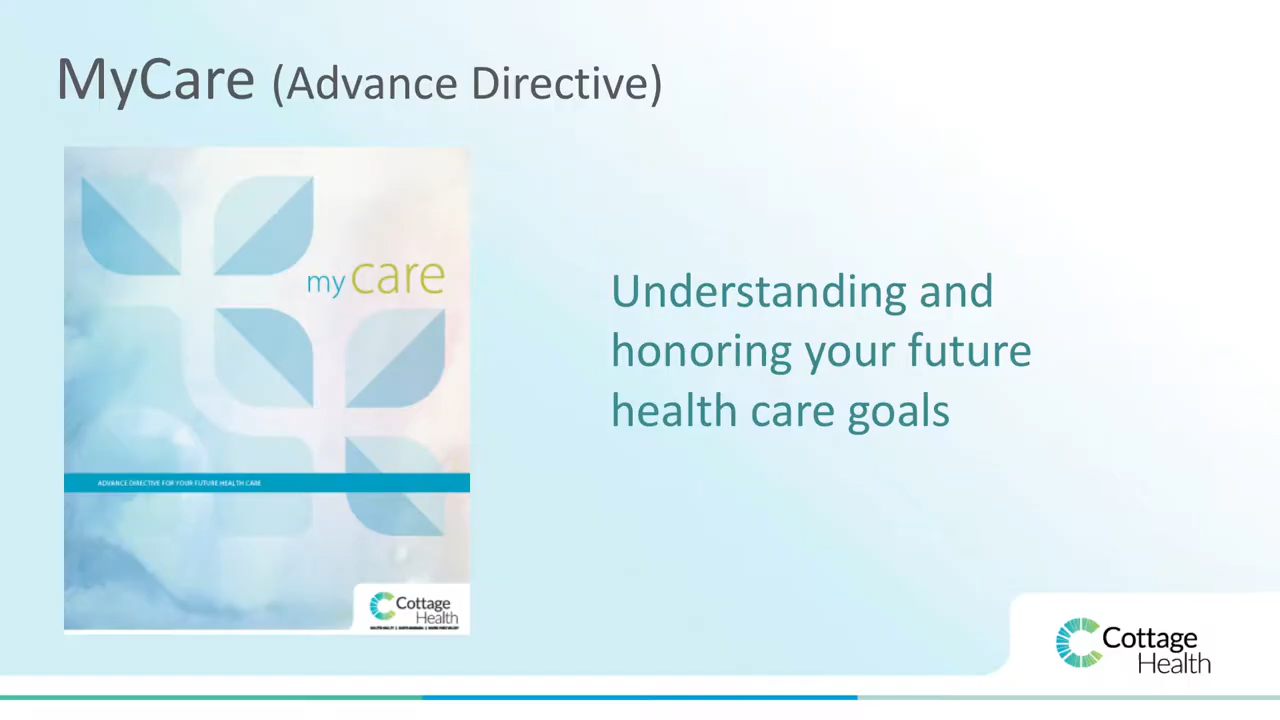 MyCare (Advance Directive)
my care
ADVANCE DIRECTIVE FOR YOUR FUTURE HEALTH CARE
Cottage
Health
Understanding and
honoring your future
health care goals
Cottage
Health